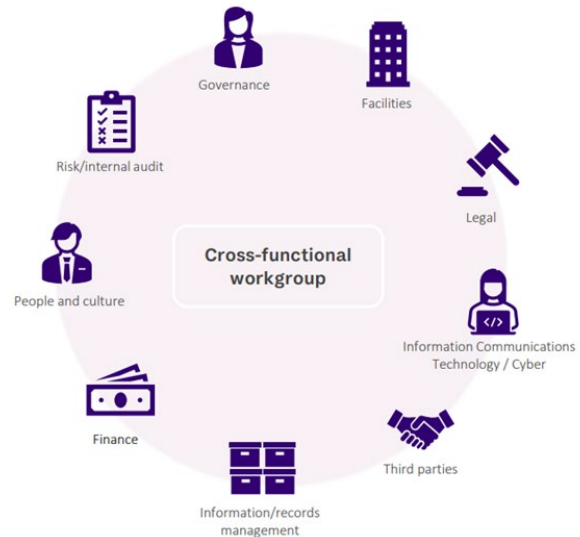 Governance
Facilities
Risk/internal audit
Legal
Cross-functional
workgroup
People and culture
Information Communications
Technology / Cyber
Finance
Third parties
Information/records
management